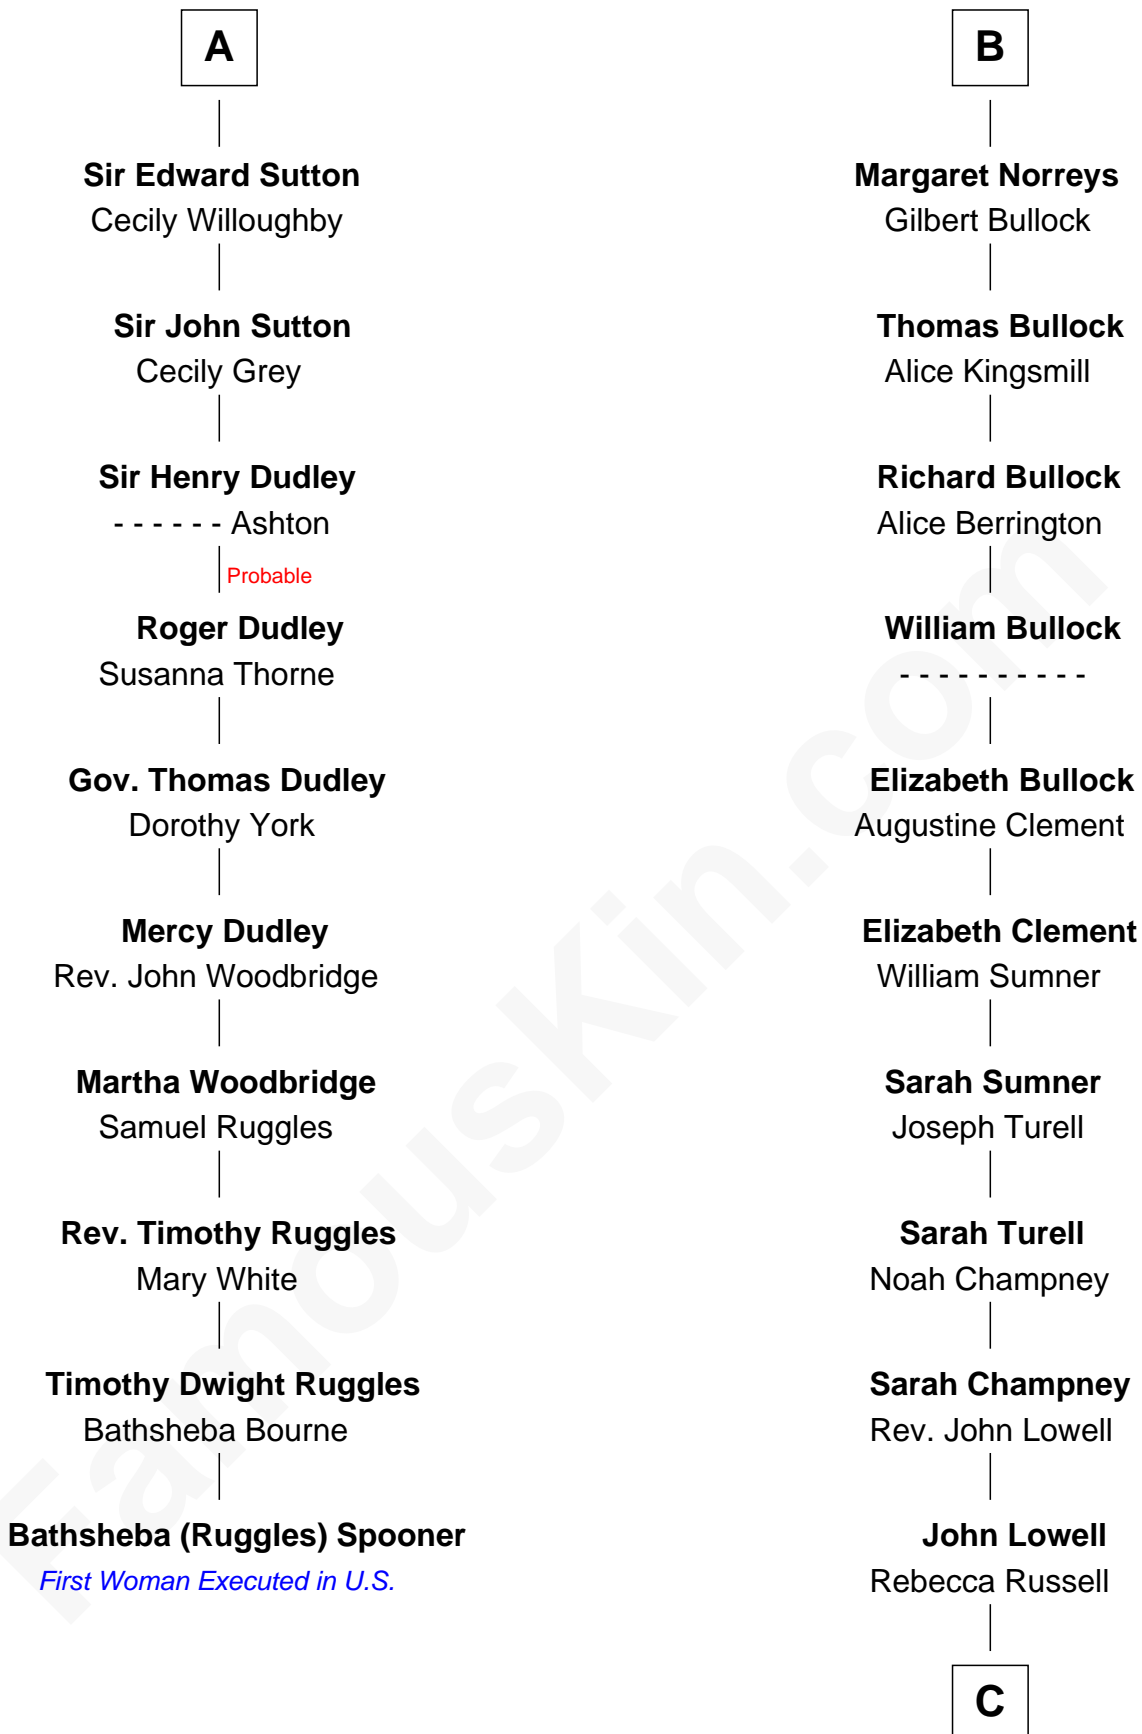 A
Sir Edward Sutton
Cecily Willoughby
Sir John Sutton
Cecily Grey
Sir Henry Dudley
- - - - - - Ashton
Probable
Roger Dudley
Susanna Thorne
Gov. Thomas Dudley
Dorothy York
Mercy Dudley
Rev. John Woodbridge
Martha Woodbridge
Samuel Ruggles
Rev. Timothy Ruggles
Mary White
Timothy Dwight Ruggles
Bathsheba Bourne
Bathsheba (Ruggles) Spooner
First Woman Executed in U.S.
B
Margaret Norreys
Gilbert Bullock
Thomas Bullock
Alice Kingsmill
Richard Bullock
Alice Berrington
William Bullock
- - - - - - - - - -
Elizabeth Bullock
Augustine Clement
Elizabeth Clement
William Sumner
Sarah Sumner
Joseph Turell
Sarah Turell
Noah Champney
Sarah Champney
Rev. John Lowell
John Lowell
Rebecca Russell
C
FamousKin.com